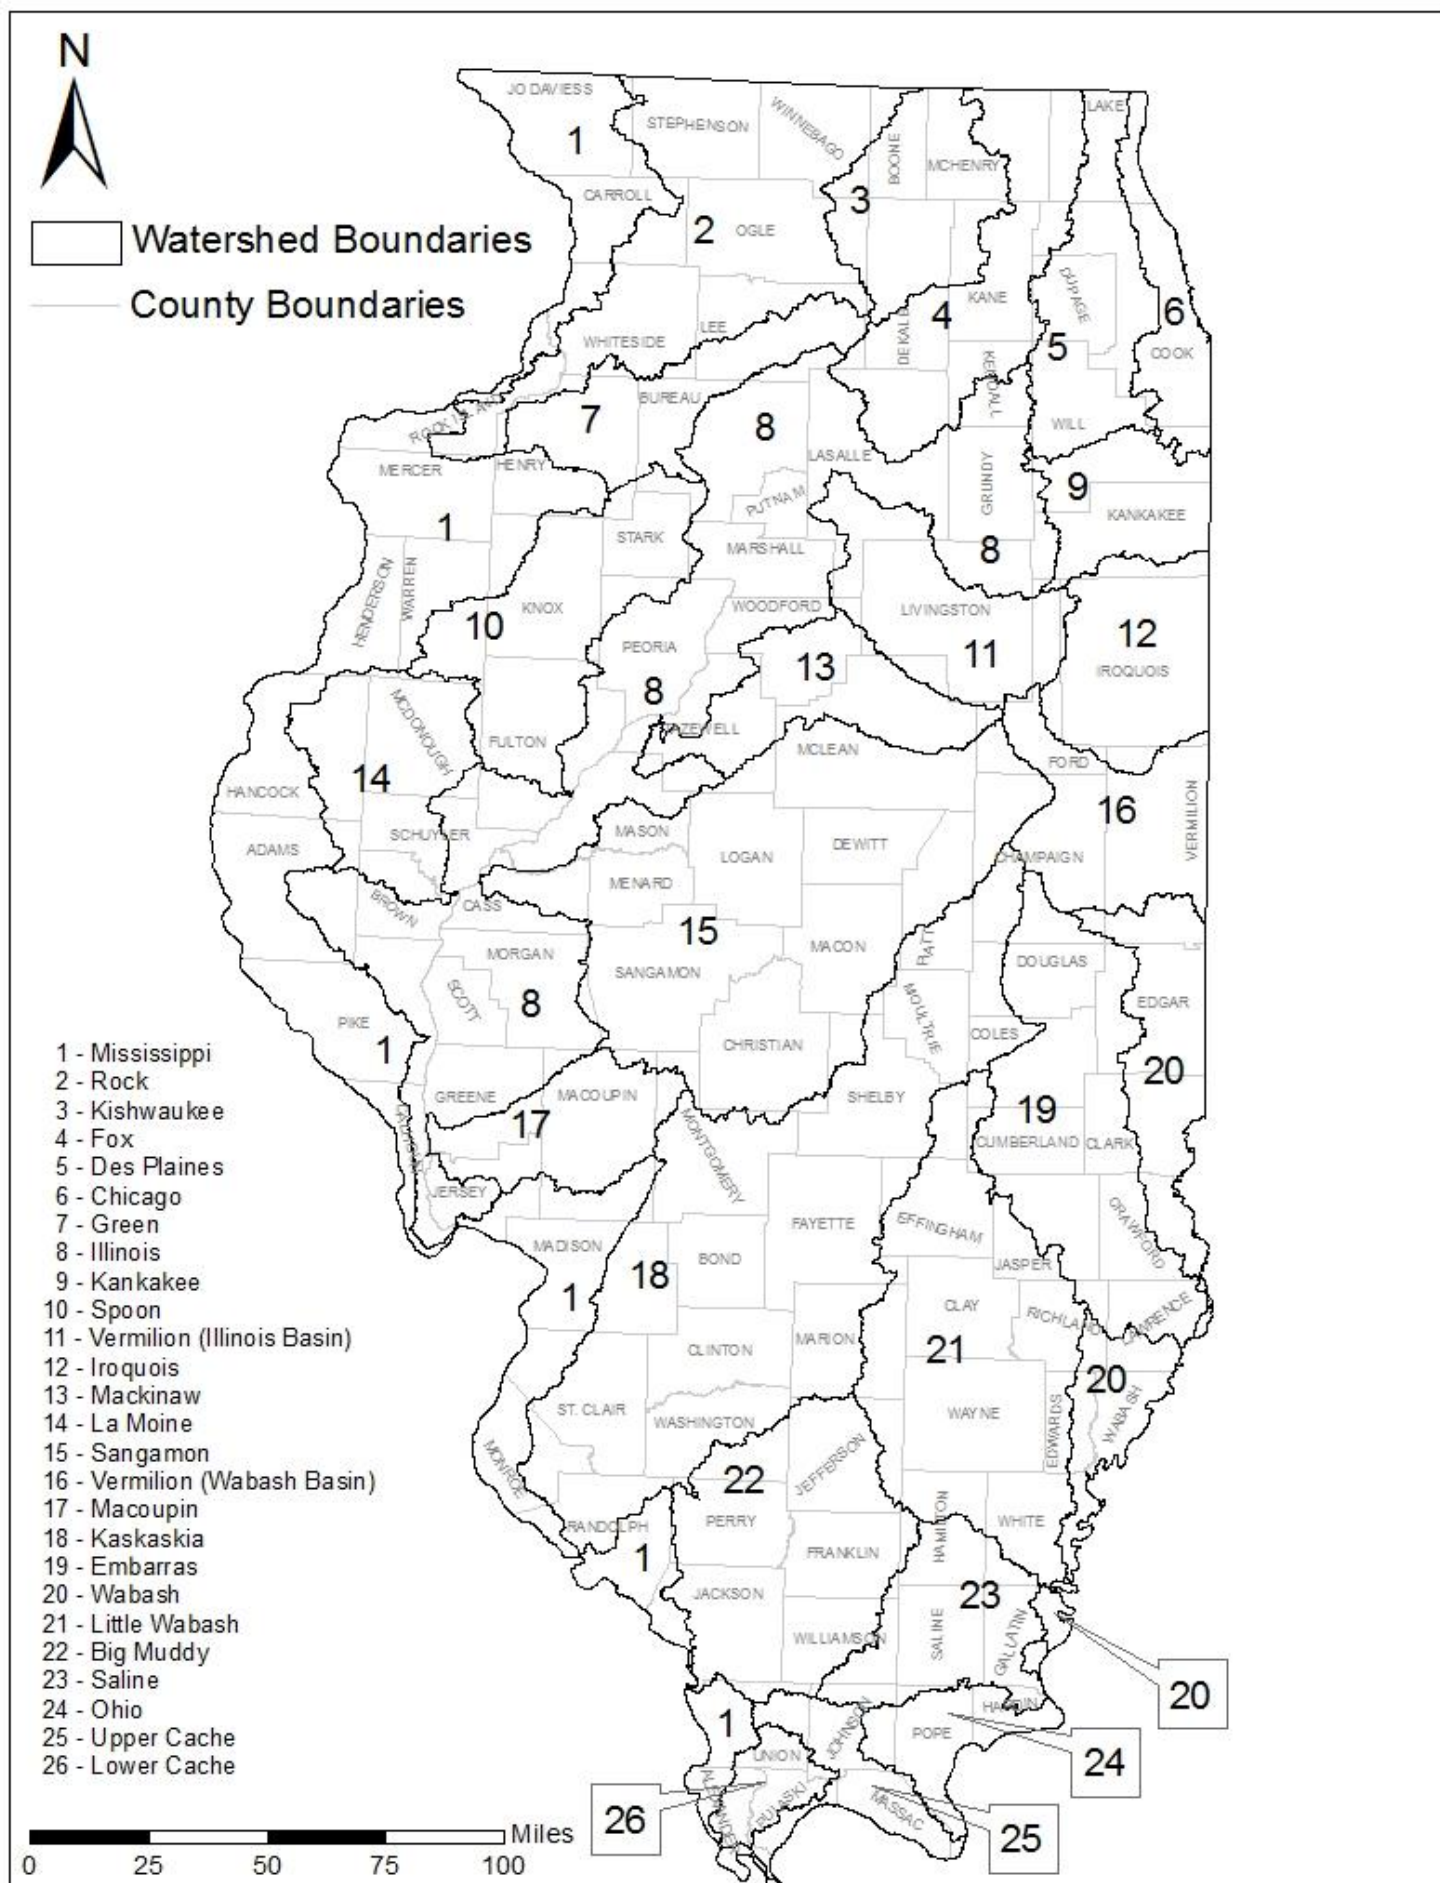 N
Watershed Boundaries
County Boundaries
JO DAVIESS
STEPHENSON
WINNEBAGO
BOONE
MCHENRY
LAKE
1
CARROLL
2
OGLE
3
KANE
DEKALB
4
DUPAGE
5
6
COOK
WHITESIDE
LEE
KENDALL
ROCK ISLAND
7
BUREAU
8
WILL
MERCER
HENRY
LASALLE
GRUNDY
9
KANKAKEE
PUTNAM
1
STARK
MARSHALL
8
HENDERSON
WARREN
10
KNOX
WOODFORD
LIVINGSTON
12
PEORIA
13
11
IROQUOIS
8
MCDONOUGH
FULTON
TAZEWELL
MCLEAN
FORD
14
HANCOCK
16
VERMILION
SCHUYLER
MASON
ADAMS
LOGAN
DEWITT
CHAMPAIGN
MENARD
BROWN
CASS
15
MORGAN
MACON
PIATT
SANGAMON
DOUGLAS
SCOTT
8
EDGAR
MOULTRIE
PIKE
1
CHRISTIAN
COLES
20
GREENE
MACOUPIN
SHELBY
17
19
CALHOUN
MONTGOMERY
CUMBERLAND
CLARK
JERSEY
FAYETTE
EFFINGHAM
CRAWFORD
MADISON
BOND
JASPER
18
1
CLAY
RICHLAND
LAWRENCE
CLINTON
MARION
21
20
ST. CLAIR
WASHINGTON
WAYNE
EDWARDS
WABASH
MONROE
22
JEFFERSON
RANDOLPH
PERRY
HAMILTON
WHITE
1
FRANKLIN
JACKSON
23
WILLIAMSON
SALINE
GALLATIN
20
1
JOHNSON
POPE
HARDIN
UNION
24
ALEXANDER
PULASKI
MASSAC
26
25
1 - Mississippi
2 - Rock
3 - Kishwaukee
4 - Fox
5 - Des Plaines
6 - Chicago
7 - Green
8 - Illinois
9 - Kankakee
10 - Spoon
11 - Vermilion (Illinois Basin)
12 - Iroquois
13 - Mackinaw
14 - La Moine
15 - Sangamon
16 - Vermilion (Wabash Basin)
17 - Macoupin
18 - Kaskaskia
19 - Embarras
20 - Wabash
21 - Little Wabash
22 - Big Muddy
23 - Saline
24 - Ohio
25 - Upper Cache
26 - Lower Cache
Miles
0 25 50 75 100